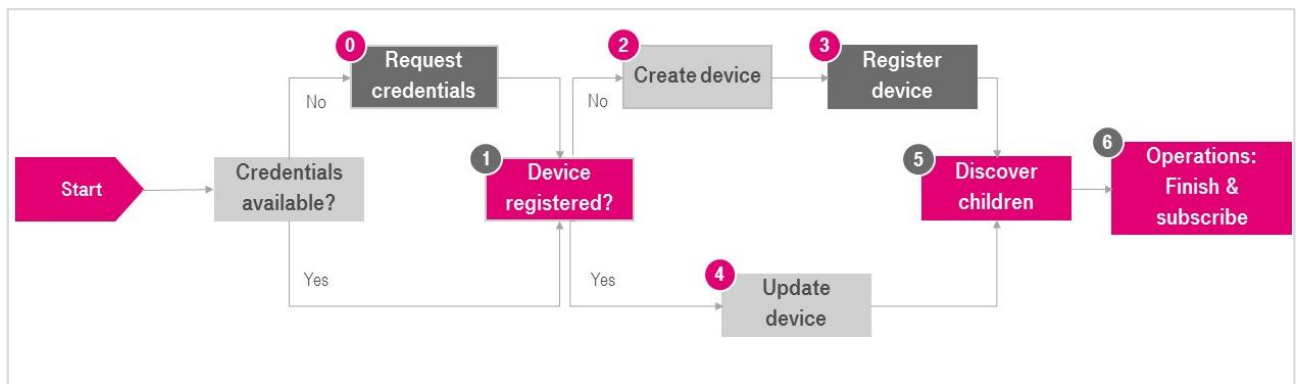 0
Request
credentials
No
2
Create device
3
Register
device
No
Start
Credentials
available?
1
Device
registered?
5
Discover
children
6
Operations:
Finish &
subscribe
Yes
Yes
4
Update
device